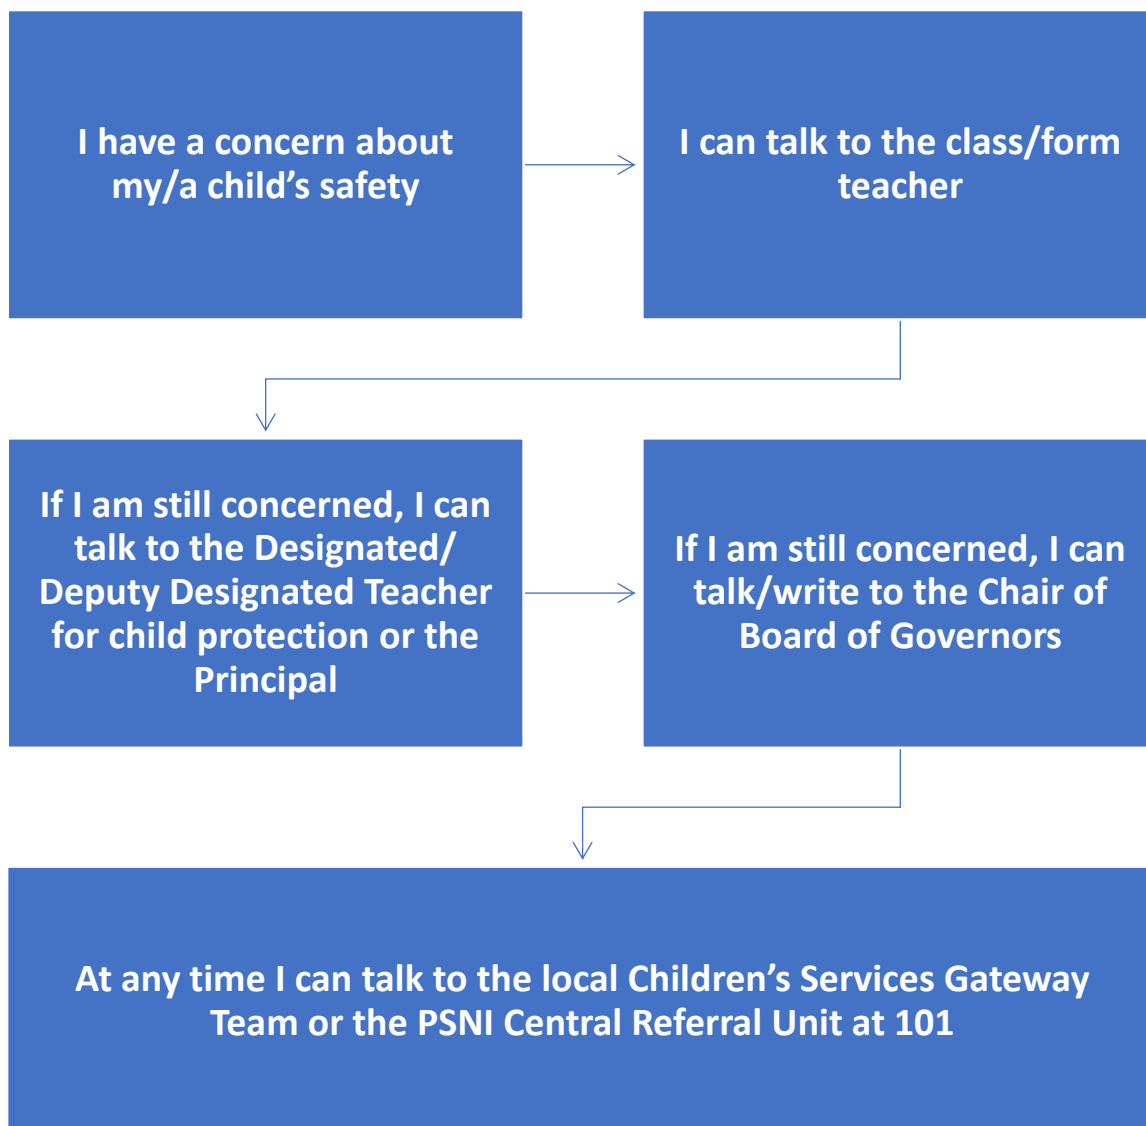 I have a concern about
my/a child’s safety
I can talk to the class/form
teacher
If I am still concerned, I can
talk to the Designated/
Deputy Designated Teacher
for child protection or the
Principal
If I am still concerned, I can
talk/write to the Chair of
Board of Governors
At any time I can talk to the local Children’s Services Gateway
Team or the PSNI Central Referral Unit at 101